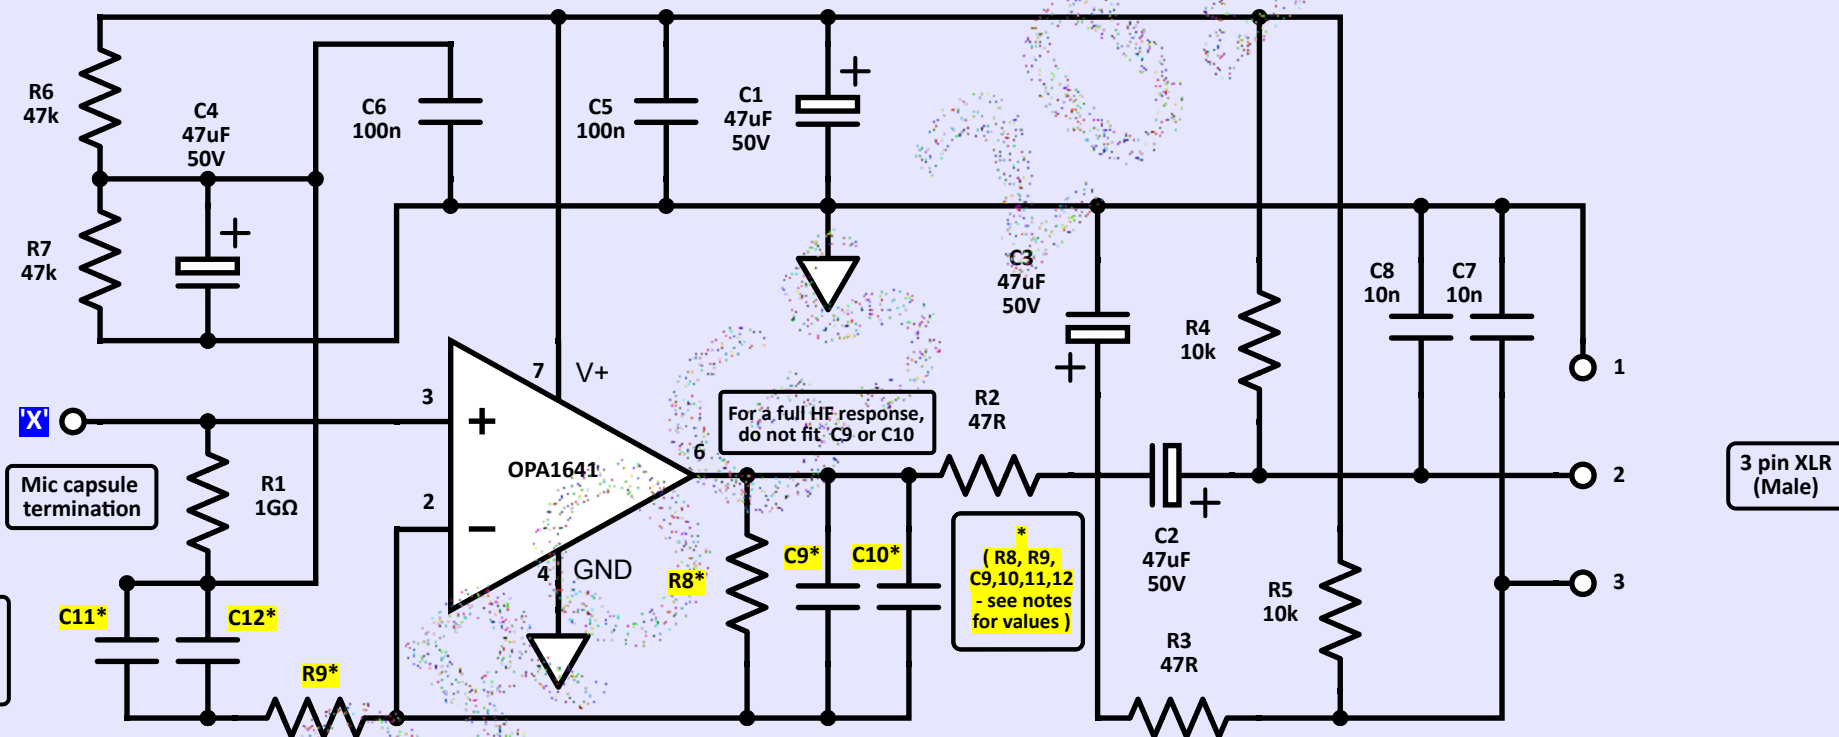 R6
47k
C4
47uF
50V
C6
100n
C5
100n
C1
47uF
50V
+
R7
47k
+
C3
47uF
50V
+
R4
10k
C8
10n
C7
10n
1
'X'
3
+
7
V+
OPA1641
2
−
4
GND
6
For a full HF response,
do not fit C9 or C10
R2
47R
C2
47uF
50V
+
2
3 pin XLR
(Male)
Mic capsule
termination
R1
1GΩ
C11*
C12*
R9*
R8*
C9*
C10*
*
( R8, R9,
C9,10,11,12
- see notes
for values )
R5
10k
3
R3
47R